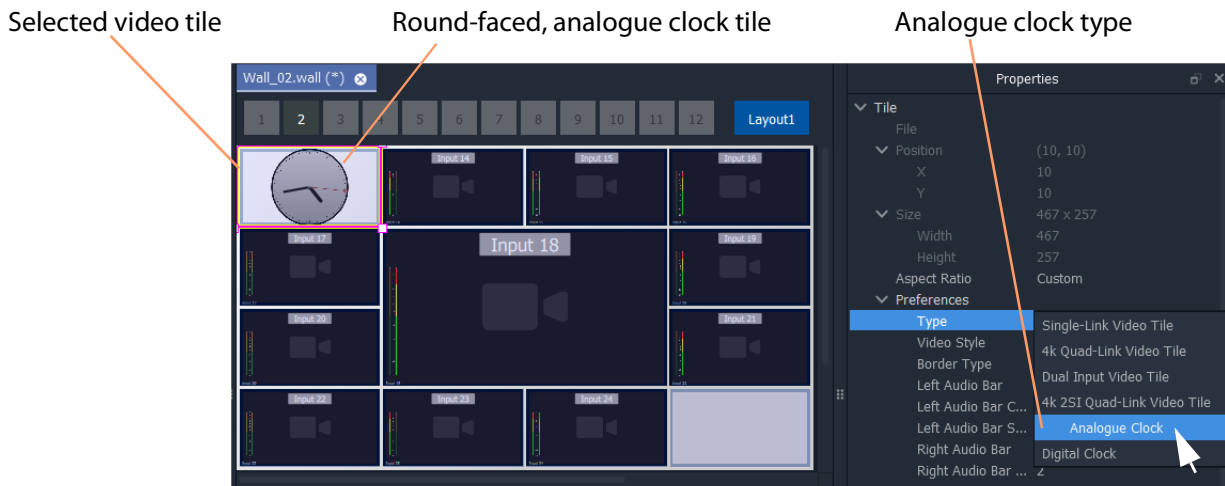 Selected video tile
Round-faced, analogue clock tile
Analogue clock type
Wall_02.wall (*)
1 2 3 4 5 6 7 8 9 10 11 12 Layout1
Input 14 Input 15 Input 16
Input 17 Input 18 Input 19
Input 20 Input 21
Input 22 Input 23 Input 24
Properties
Tile
File
Position (10, 10)
X 10
Y 10
Size 467 x 257
Width 467
Height 257
Aspect Ratio Custom
Preferences
Type
Video Style
Border Type
Left Audio Bar
Left Audio Bar C...
Left Audio Bar S...
Right Audio Bar
Right Audio Bar ... 2
Single-Link Video Tile
4k Quad-Link Video Tile
Dual Input Video Tile
4k 2SI Quad-Link Video Tile
Analogue Clock
Digital Clock